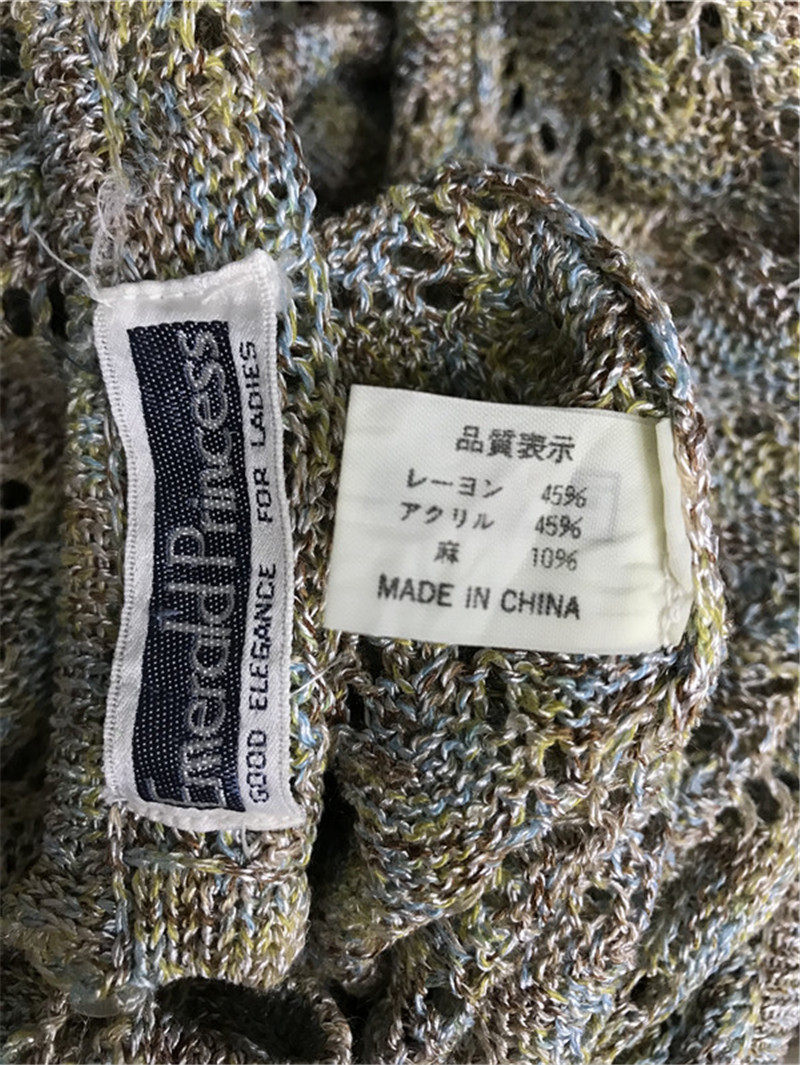 Emerald Princess
GOOD ELEGANCE FOR LADIES
品質表示
レーヨン 45%
アクリル 45%
麻 10%
MADE IN CHINA